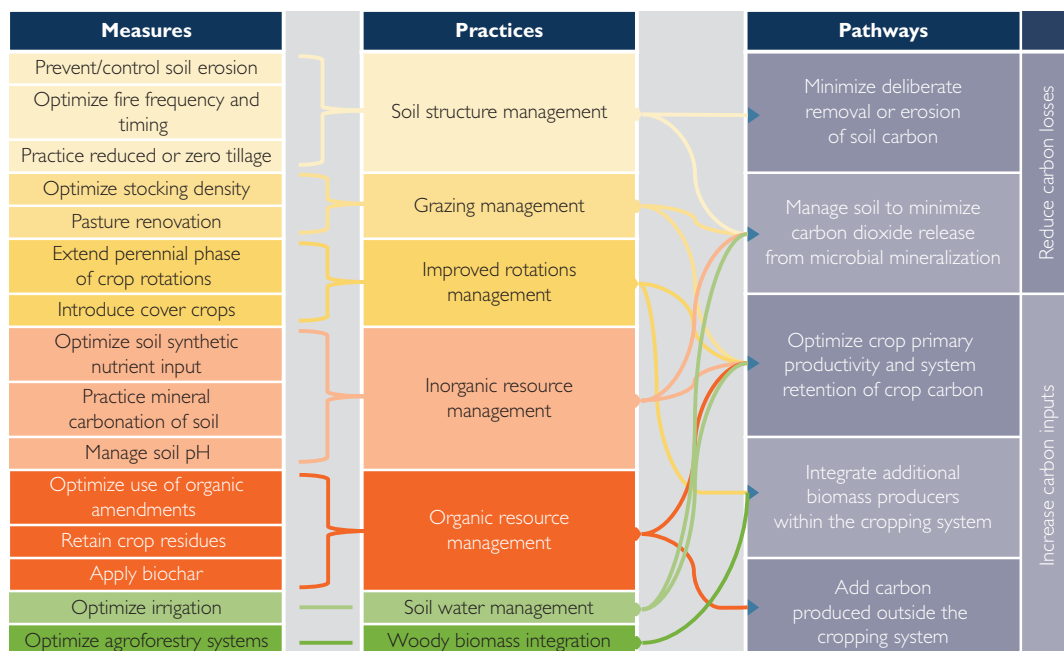 Measures
Practices
Pathways
Prevent/control soil erosion
Optimize fire frequency and
timing
Practice reduced or zero tillage
Optimize stocking density
Pasture renovation
Extend perennial phase
of crop rotations
Introduce cover crops
Optimize soil synthetic
nutrient input
Practice mineral
carbonation of soil
Manage soil pH
Optimize use of organic
amendments
Retain crop residues
Apply biochar
Optimize irrigation
Optimize agroforestry systems
Soil structure management
Grazing management
Improved rotations
management
Inorganic resource
management
Organic resource
management
Soil water management
Woody biomass integration
Minimize deliberate
removal or erosion
of soil carbon
Manage soil to minimize
carbon dioxide release
from microbial mineralization
Optimize crop primary
productivity and system
retention of crop carbon
Integrate additional
biomass producers
within the cropping system
Add carbon
produced outside the
cropping system
Reduce carbon losses
Increase carbon inputs